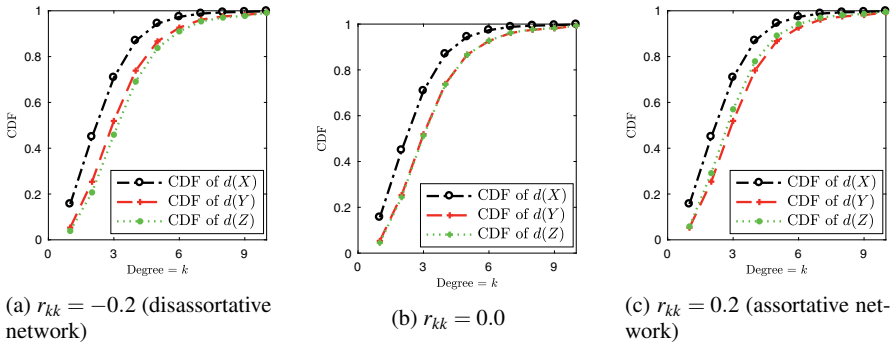 1
0.8
0.6
0.4
0.2
0
CDF
CDF of d(X)
CDF of d(Y)
CDF of d(Z)
0 3 6 9
Degree = k
(a) r_kk = −0.2 (disassortative
network)
1
0.8
0.6
0.4
0.2
0
CDF
CDF of d(X)
CDF of d(Y)
CDF of d(Z)
0 3 6 9
Degree = k
(b) r_kk = 0.0
1
0.8
0.6
0.4
0.2
0
CDF
CDF of d(X)
CDF of d(Y)
CDF of d(Z)
0 3 6 9
Degree = k
(c) r_kk = 0.2 (assortative net-
work)